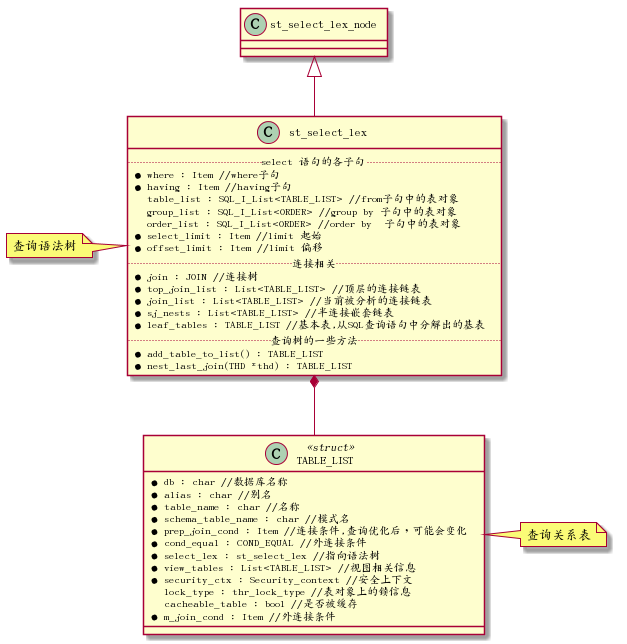 C st_select_lex_node
C st_select_lex
select 语句的各子句
● where : Item //where子句
● having : Item //having子句
table_list : SQL_I_List<TABLE_LIST> //from子句中的表对象
group_list : SQL_I_List<ORDER> //group by 子句中的表对象
order_list : SQL_I_List<ORDER> //order by 子句中的表对象
● select_limit : Item //limit 起始
● offset_limit : Item //limit 偏移
连接相关
● join : JOIN //连接树
● top_join_list : List<TABLE_LIST> //顶层的连接链表
● join_list : List<TABLE_LIST> //当前被分析的连接链表
● sj_nests : List<TABLE_LIST> //半连接嵌套链表
● leaf_tables : TABLE_LIST //基本表,从SQL查询语句中分解出的基表
查询树的一些方法
● add_table_to_list() : TABLE_LIST
● nest_last_join(THD *thd) : TABLE_LIST
查询语法树
C «struct»
TABLE_LIST
● db : char //数据库名称
● alias : char //别名
● table_name : char //名称
● schema_table_name : char //模式名
● prep_join_cond : Item //连接条件,查询优化后，可能会变化
● cond_equal : COND_EQUAL //外连接条件
● select_lex : st_select_lex //指向语法树
● view_tables : List<TABLE_LIST> //视图相关信息
● security_ctx : Security_context //安全上下文
lock_type : thr_lock_type //表对象上的锁信息
cacheable_table : bool //是否被缓存
● m_join_cond : Item //外连接条件
查询关系表